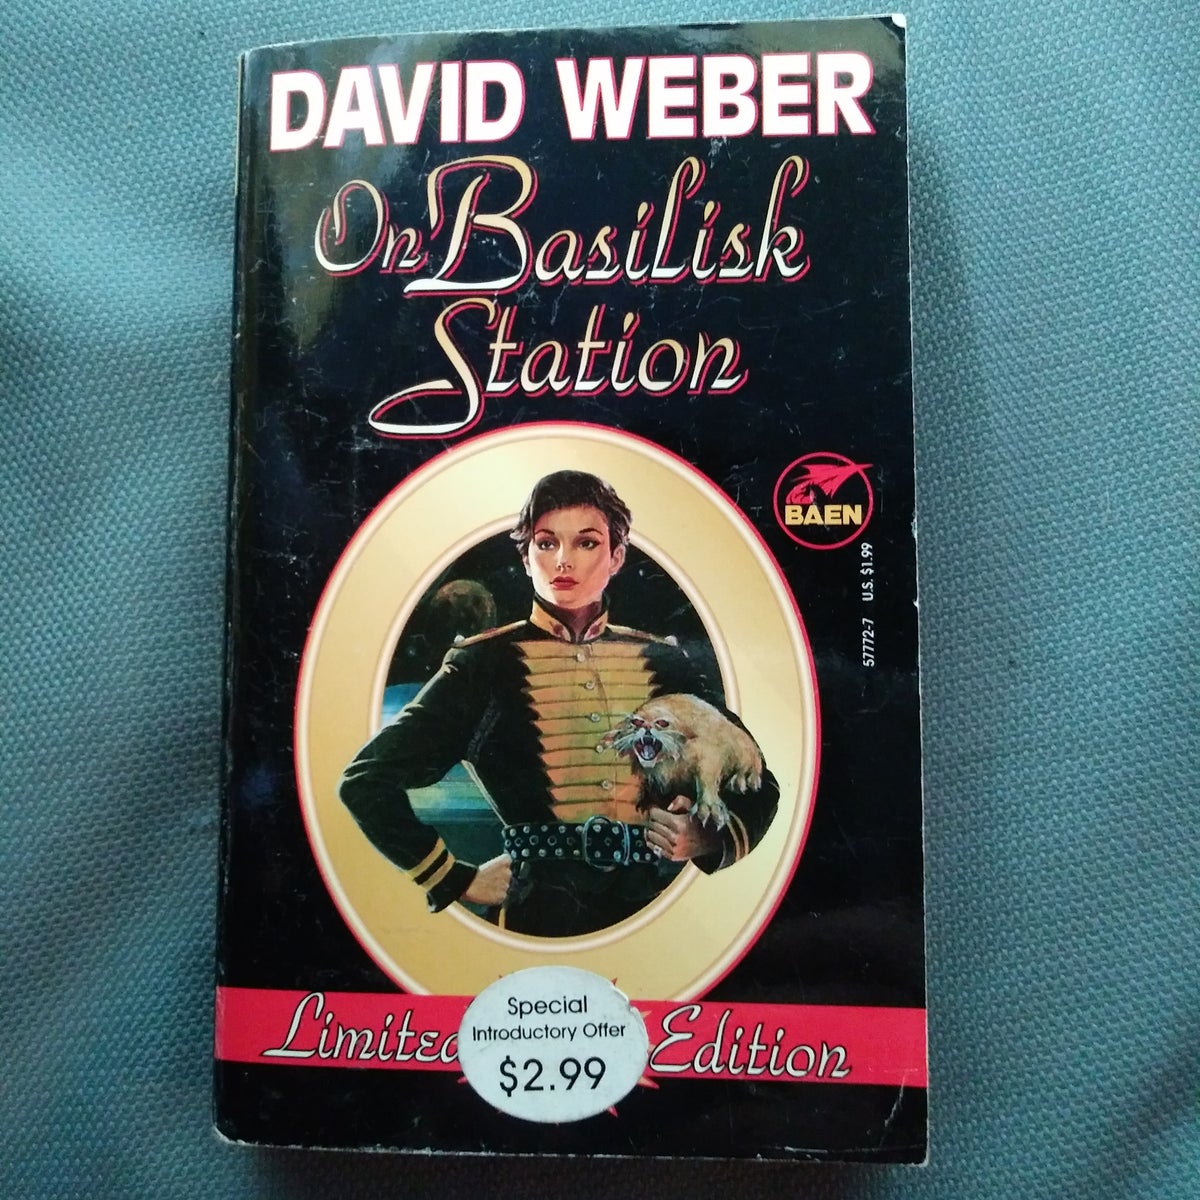 DAVID WEBER
On Basilisk
Station
BAEN
57772-7 U.S. $1.99
Limited Edition
Special
Introductory Offer
$2.99